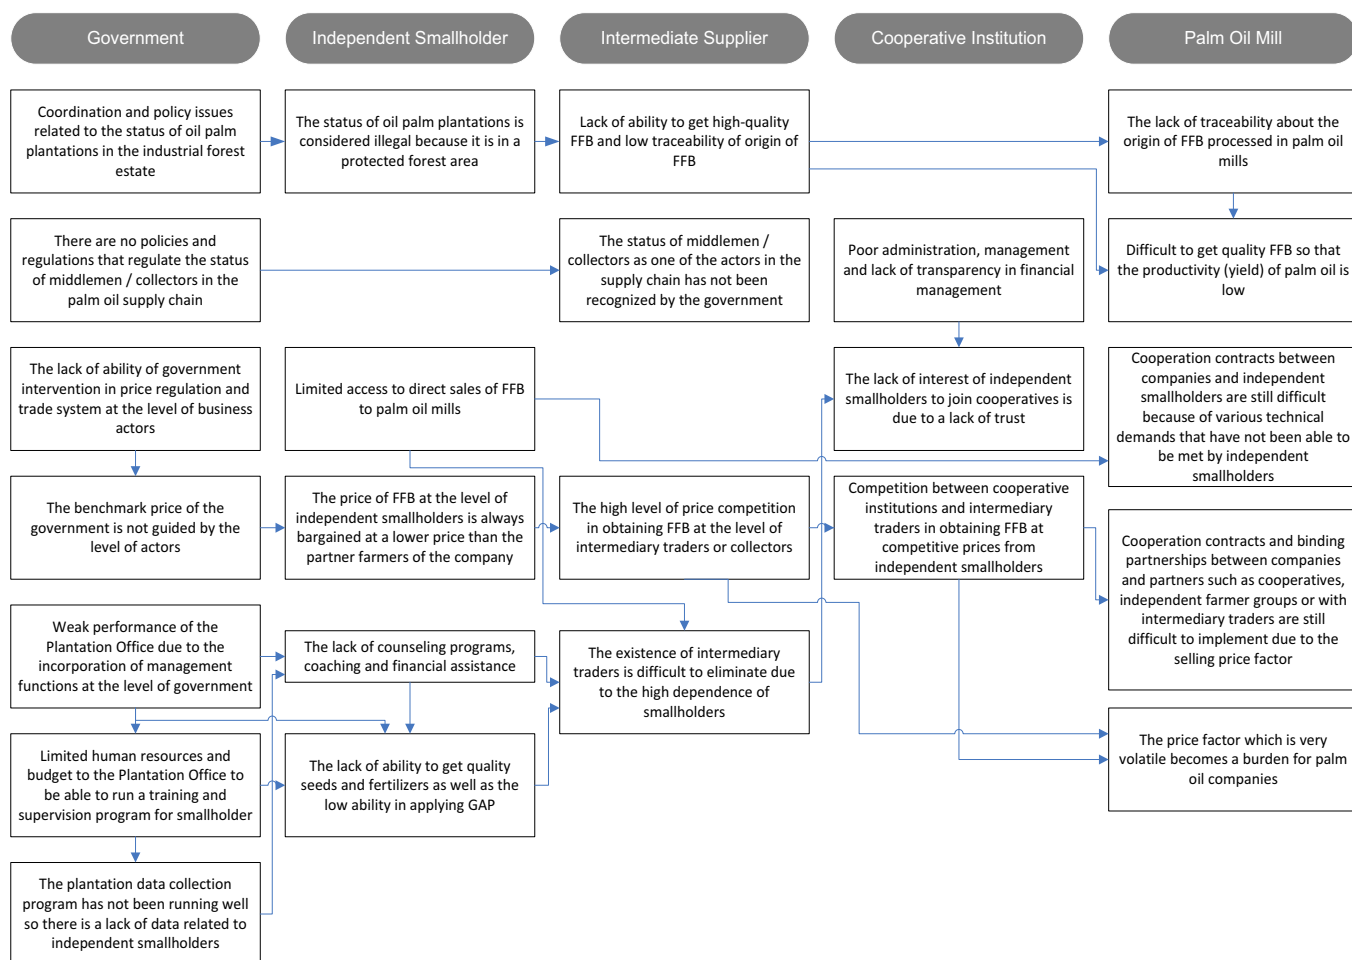 Government
Independent Smallholder
Intermediate Supplier
Cooperative Institution
Palm Oil Mill
Coordination and policy issues
related to the status of oil palm
plantations in the industrial forest
estate
The status of oil palm plantations is
considered illegal because it is in a
protected forest area
Lack of ability to get high-quality
FFB and low traceability of origin of
FFB
The lack of traceability about the
origin of FFB processed in palm oil
mills
There are no policies and
regulations that regulate the status
of middlemen / collectors in the
palm oil supply chain
The status of middlemen /
collectors as one of the actors in the
supply chain has not been
recognized by the government
Poor administration, management
and lack of transparency in financial
management
Difficult to get quality FFB so that
the productivity (yield) of palm oil is
low
The lack of ability of government
intervention in price regulation and
trade system at the level of business
actors
Limited access to direct sales of FFB
to palm oil mills
The lack of interest of independent
smallholders to join cooperatives is
due to a lack of trust
Cooperation contracts between
companies and independent
smallholders are still difficult
because of various technical
demands that have not been able to
be met by independent
smallholders
The benchmark price of the
government is not guided by the
level of actors
The price of FFB at the level of
independent smallholders is always
bargained at a lower price than the
partner farmers of the company
The high level of price competition
in obtaining FFB at the level of
intermediary traders or collectors
Competition between cooperative
institutions and intermediary
traders in obtaining FFB at
competitive prices from
independent smallholders
Cooperation contracts and binding
partnerships between companies
and partners such as cooperatives,
independent farmer groups or with
intermediary traders are still
difficult to implement due to the
selling price factor
Weak performance of the
Plantation Office due to the
incorporation of management
functions at the level of government
The lack of counseling programs,
coaching and financial assistance
The existence of intermediary
traders is difficult to eliminate due
to the high dependence of
smallholders
Limited human resources and
budget to the Plantation Office to
be able to run a training and
supervision program for smallholder
The lack of ability to get quality
seeds and fertilizers as well as the
low ability in applying GAP
The price factor which is very
volatile becomes a burden for palm
oil companies
The plantation data collection
program has not been running well
so there is a lack of data related to
independent smallholders